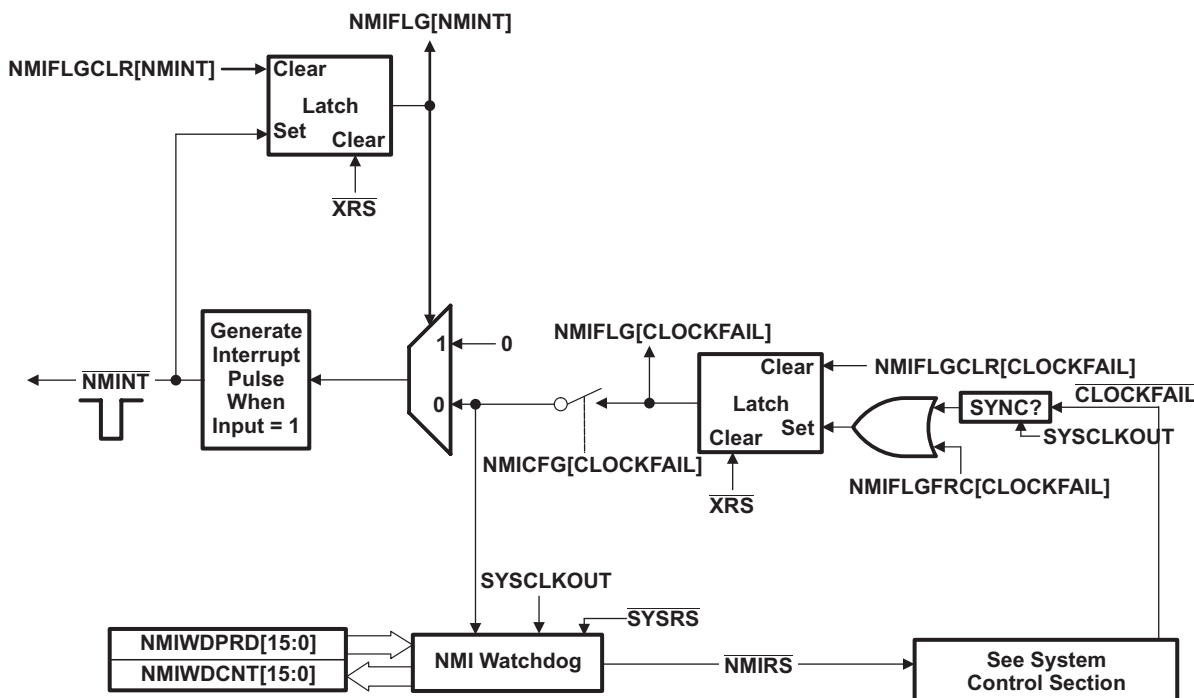 NMIFLG[NMINT]
NMIFLGCLR[NMINT]
Clear
Latch
Set
Clear
XRS
Generate
Interrupt
Pulse
When
Input = 1
NMINT
1
0
0
NMIFLG[CLOCKFAIL]
NMICFG[CLOCKFAIL]
Clear
Latch
Set
Clear
XRS
NMIFLGCLR[CLOCKFAIL]
CLOCKFAIL
SYNC?
SYSCLKOUT
NMIFLGFRC[CLOCKFAIL]
SYSCLKOUT
SYSRS
NMIWDPRD[15:0]
NMIWDCNT[15:0]
NMI Watchdog
NMIRS
See System
Control Section